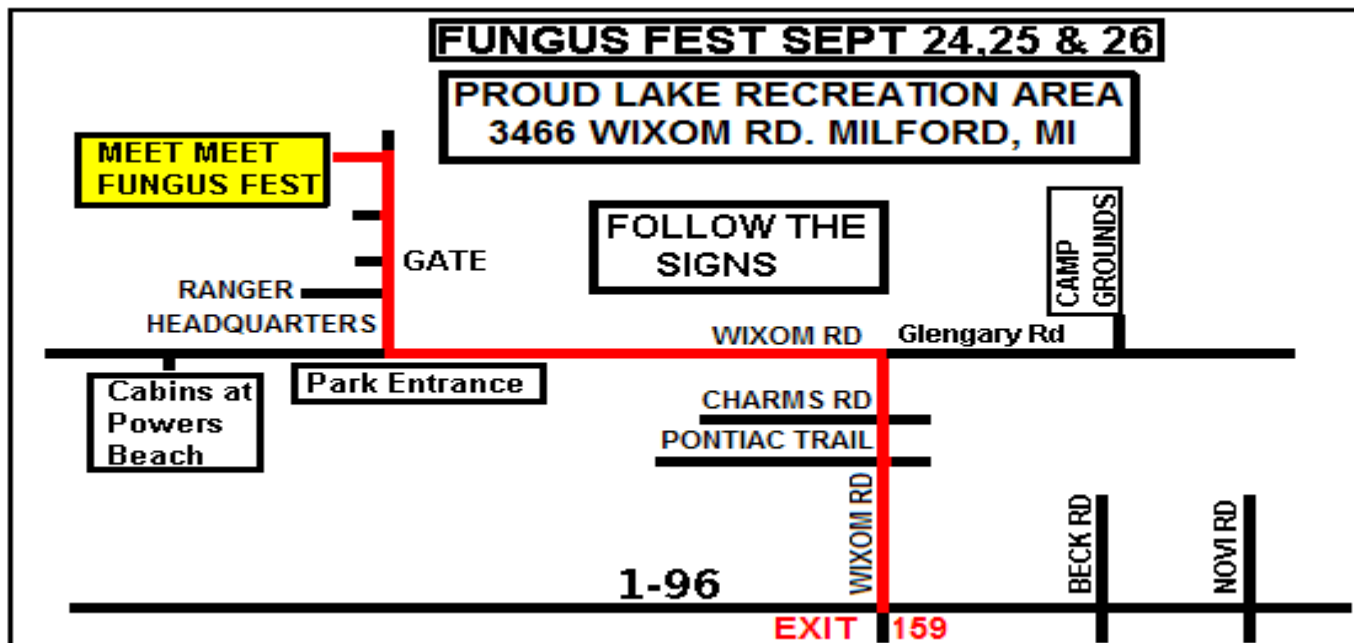 FUNGUS FEST SEPT 24,25 & 26
PROUD LAKE RECREATION AREA
3466 WIXOM RD. MILFORD, MI
MEET MEET
FUNGUS FEST
FOLLOW THE
SIGNS
CAMP
GROUNDS
GATE
RANGER
HEADQUARTERS
WIXOM RD
Glengary Rd
Park Entrance
Cabins at
Powers
Beach
CHARMS RD
PONTIAC TRAIL
WIXOM RD
BECK RD
NOVI RD
1-96
EXIT 159